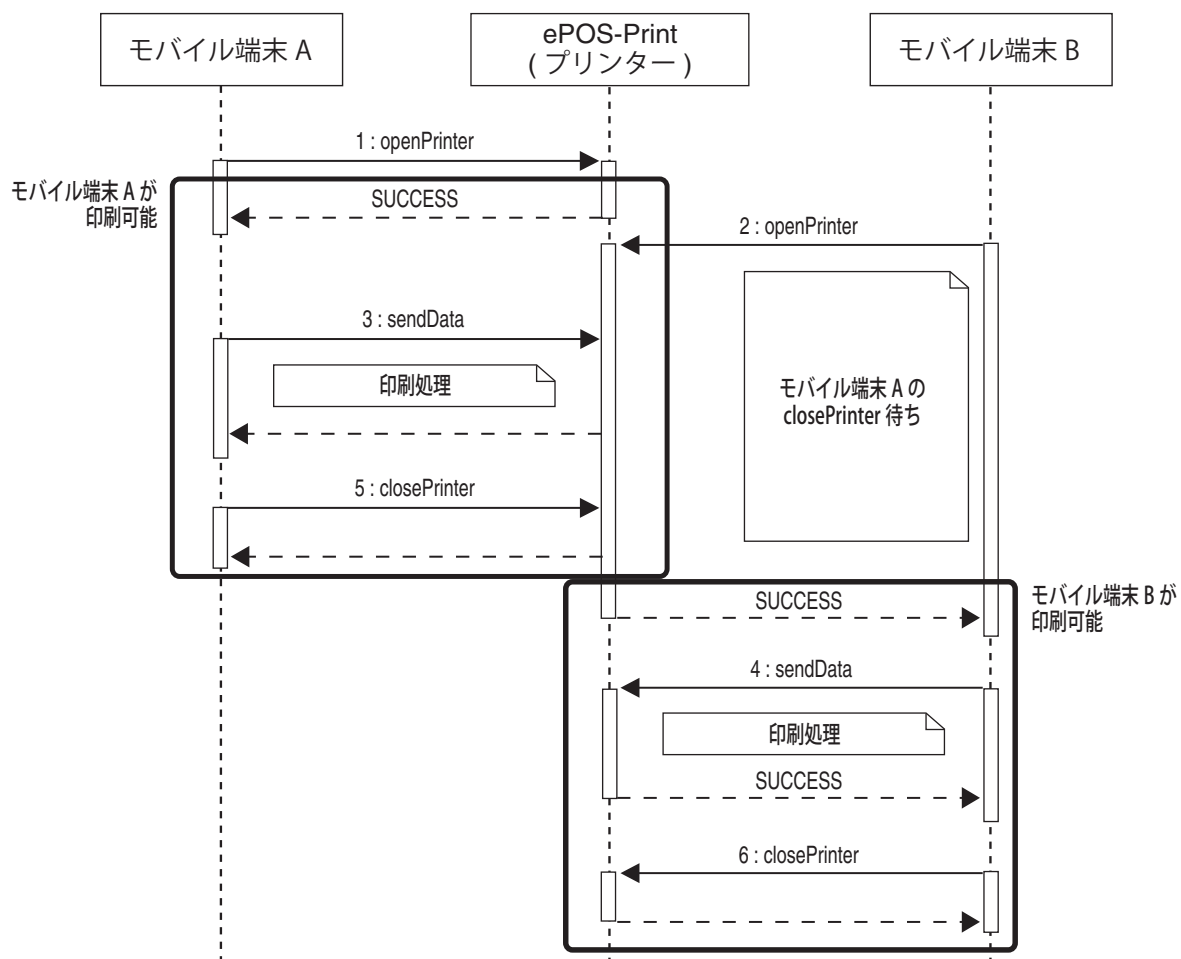 モバイル端末 A
ePOS-Print
( プリンター )
モバイル端末 B
1 : openPrinter
モバイル端末 A が
印刷可能
SUCCESS
2 : openPrinter
3 : sendData
印刷処理
モバイル端末 A の
closePrinter 待ち
5 : closePrinter
SUCCESS
モバイル端末 B が
印刷可能
4 : sendData
印刷処理
SUCCESS
6 : closePrinter